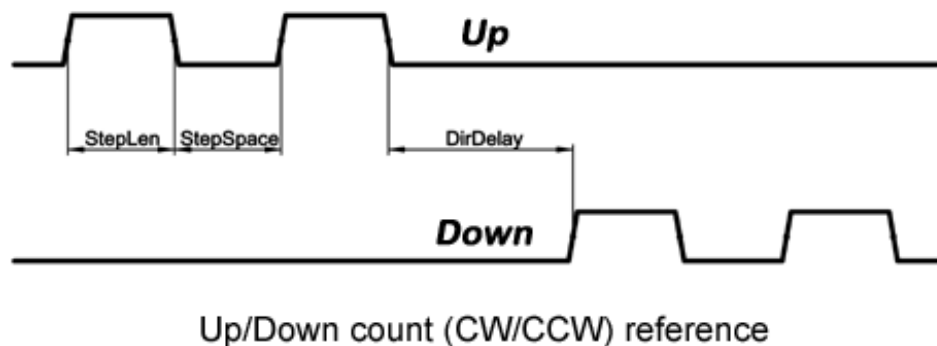 Up
StepLen StepSpace DirDelay
Down
Up/Down count (CW/CCW) reference